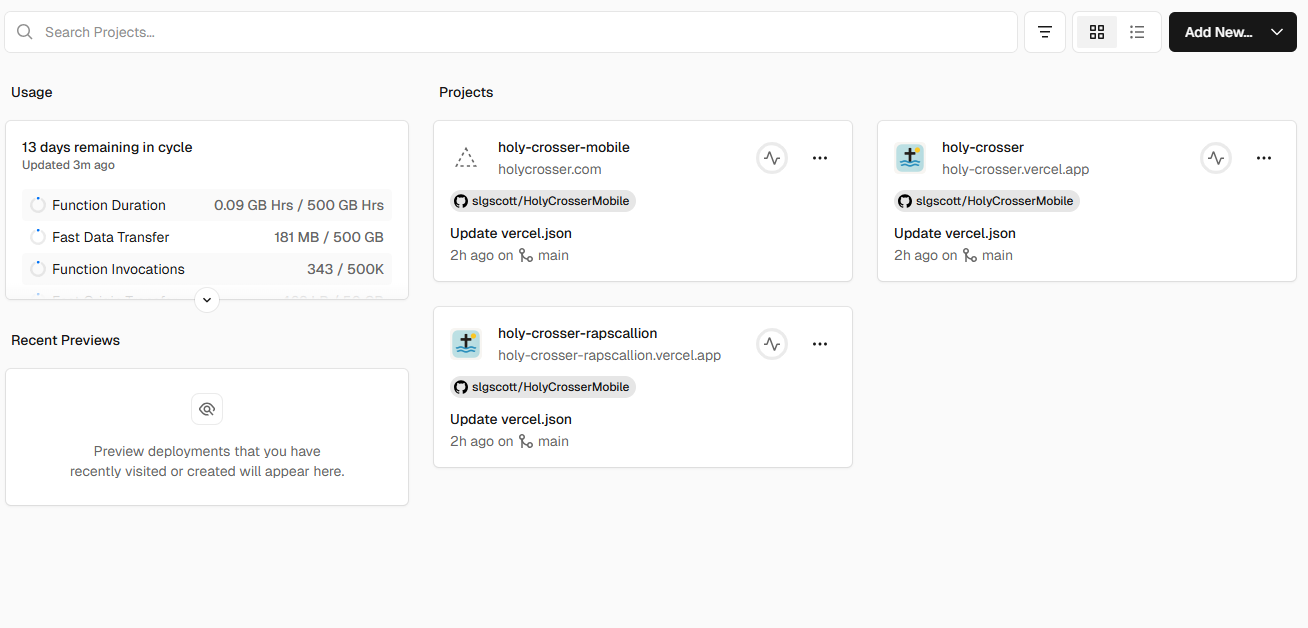 Search Projects...
Add New...
Usage
13 days remaining in cycle
Updated 3m ago
Function Duration 0.09 GB Hrs / 500 GB Hrs
Fast Data Transfer 181 MB / 500 GB
Function Invocations 343 / 500K
Recent Previews
Preview deployments that you have
recently visited or created will appear here.
Projects
holy-crosser-mobile
holycrosser.com
slgscott/HolyCrosserMobile
Update vercel.json
2h ago on main
holy-crosser
holy-crosser.vercel.app
slgscott/HolyCrosserMobile
Update vercel.json
2h ago on main
holy-crosser-rapscallion
holy-crosser-rapscallion.vercel.app
slgscott/HolyCrosserMobile
Update vercel.json
2h ago on main